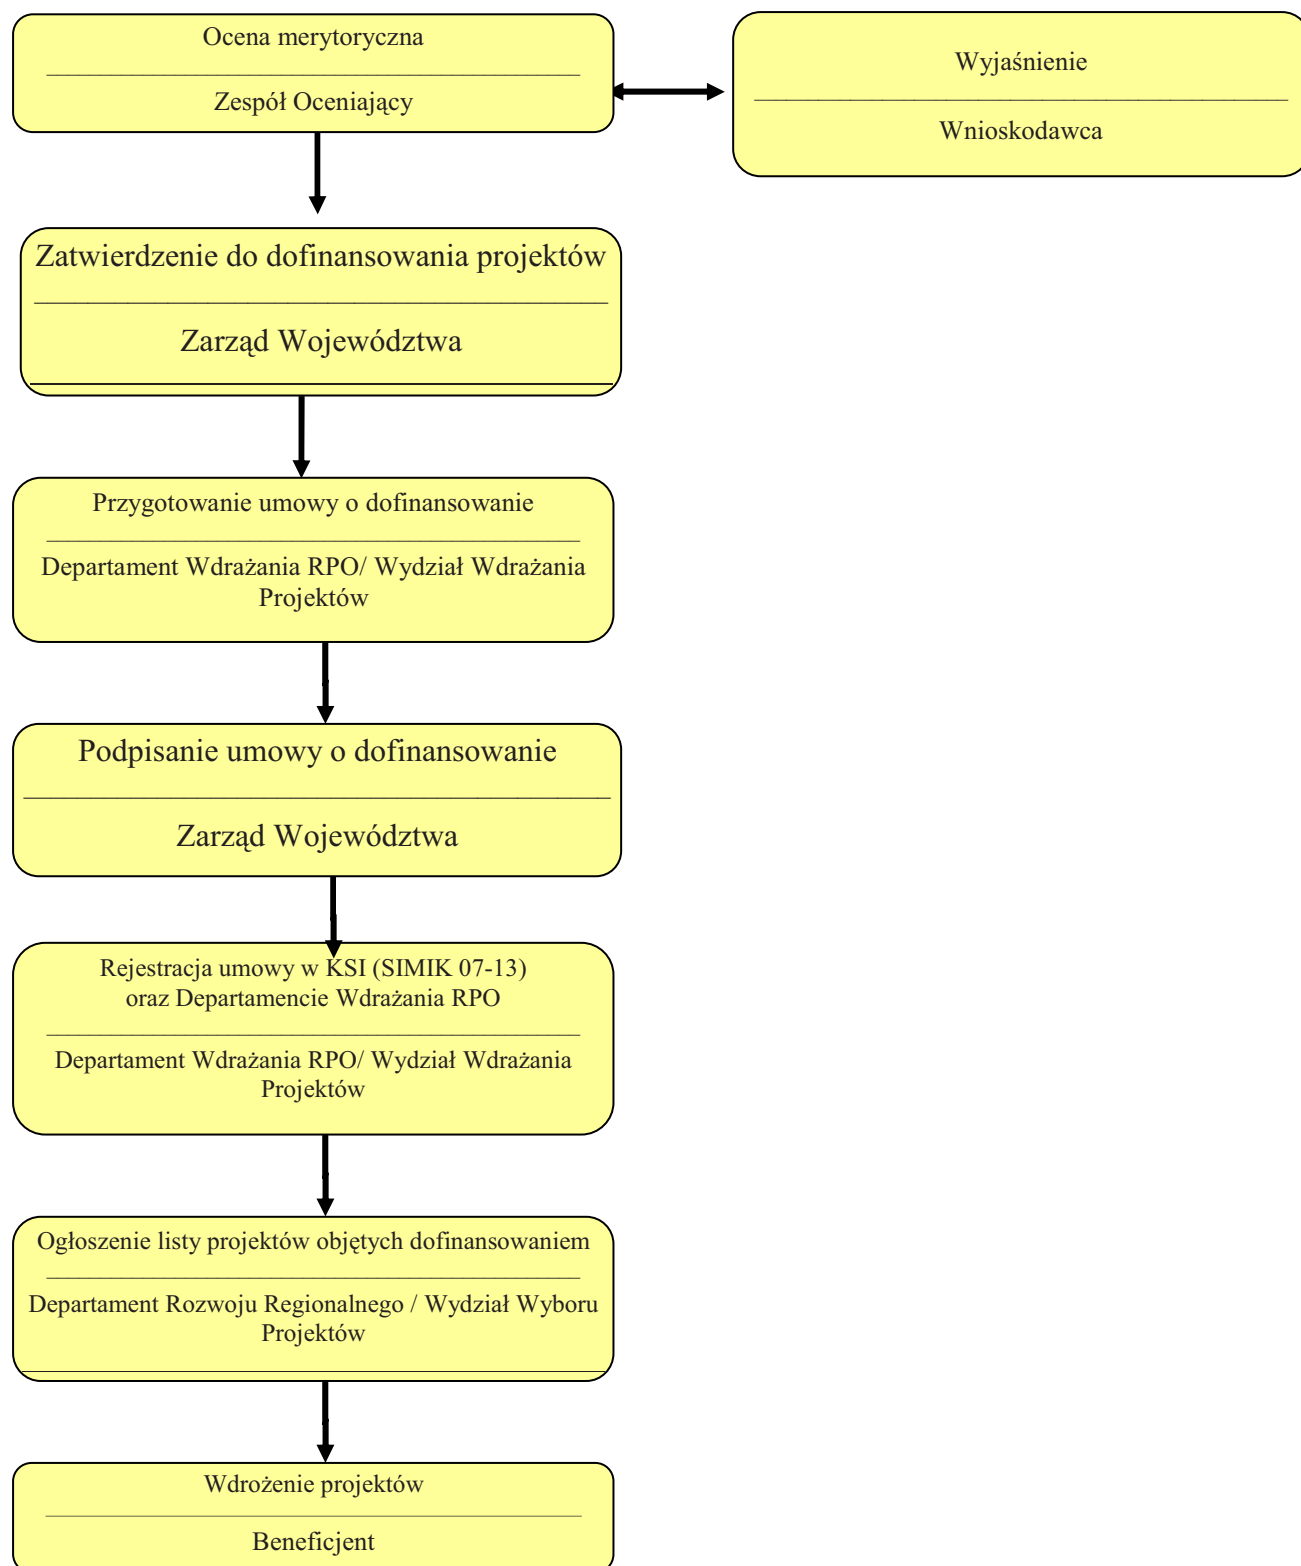 Ocena merytoryczna
Zespół Oceniający
Wyjaśnienie
Wnioskodawca
Zatwierdzenie do dofinansowania projektów
Zarząd Województwa
Przygotowanie umowy o dofinansowanie
Departament Wdrażania RPO/ Wydział Wdrażania
Projektów
Podpisanie umowy o dofinansowanie
Zarząd Województwa
Rejestracja umowy w KSI (SIMIK 07-13)
oraz Departamencie Wdrażania RPO
Departament Wdrażania RPO/ Wydział Wdrażania
Projektów
Ogłoszenie listy projektów objętych dofinansowaniem
Departament Rozwoju Regionalnego / Wydział Wyboru
Projektów
Wdrożenie projektów
Beneficjent